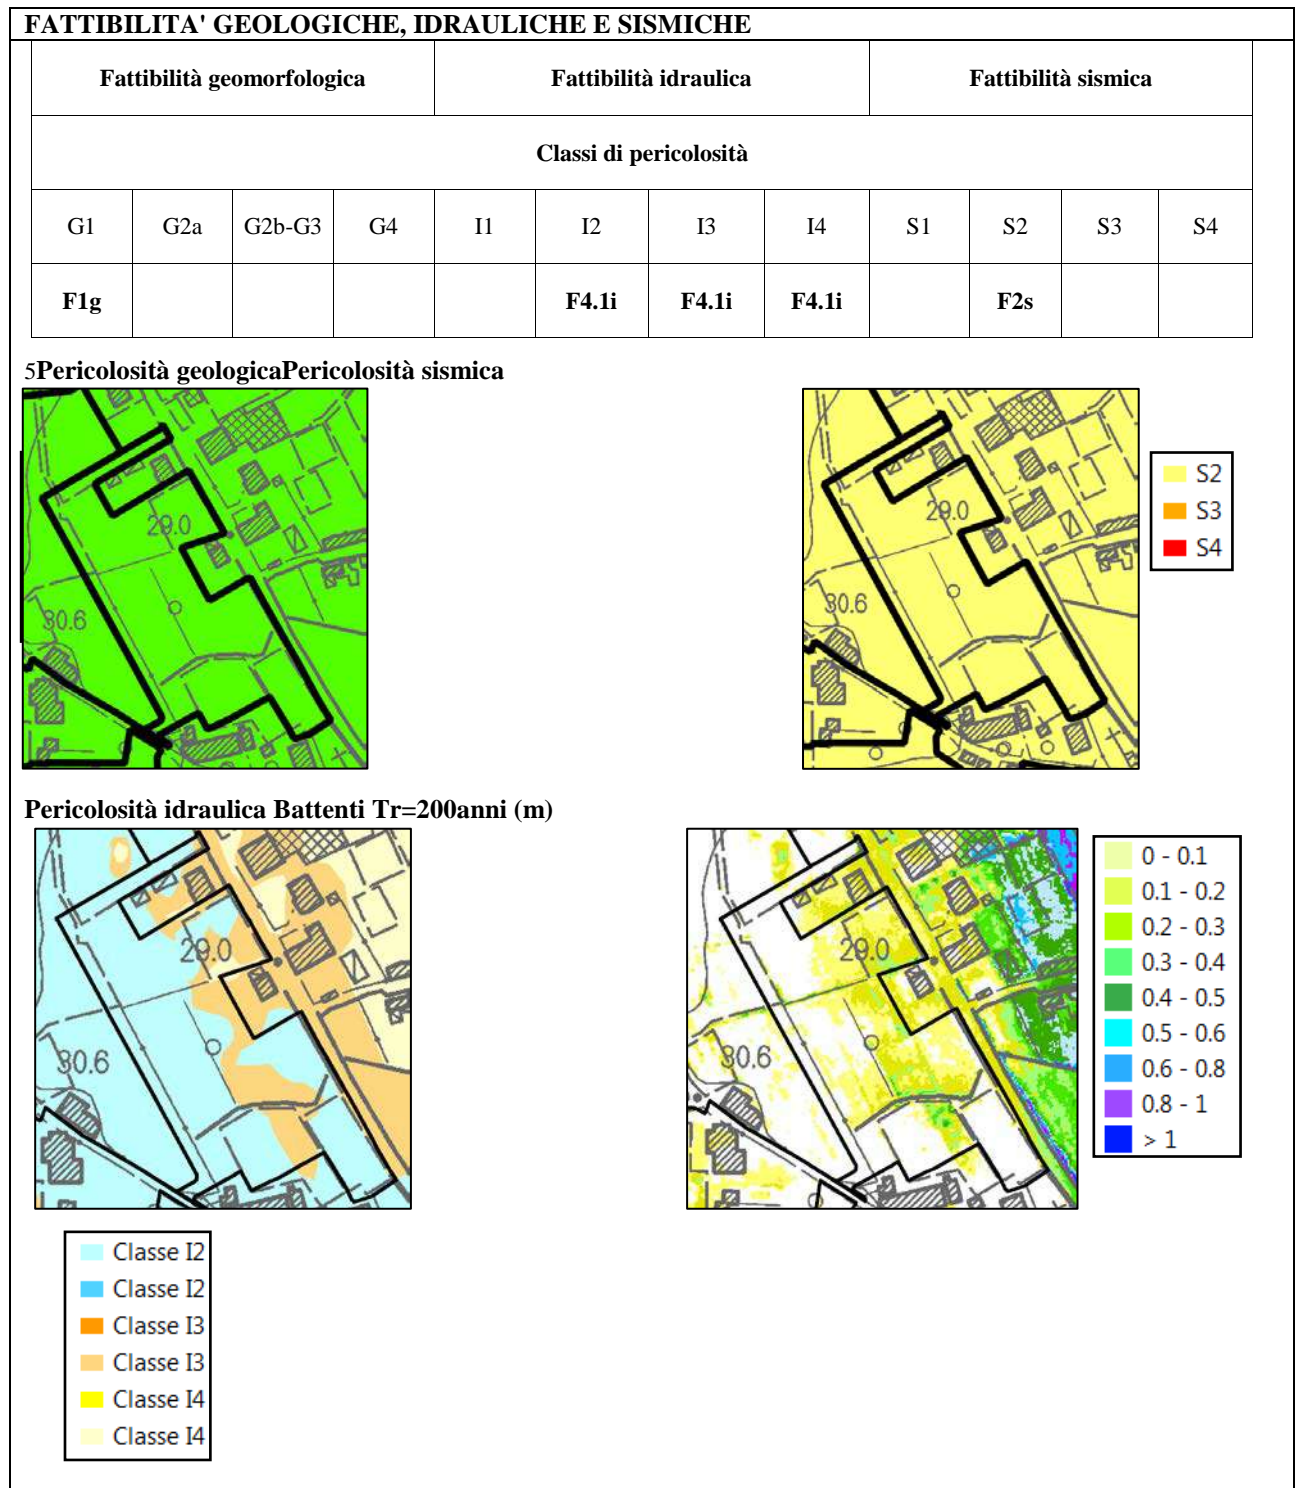 FATTIBILITA' GEOLOGICHE, IDRAULICHE E SISMICHE
Fattibilità geomorfologica Fattibilità idraulica Fattibilità sismica
Classi di pericolosità
G1 G2a G2b-G3 G4 I1 I2 I3 I4 S1 S2 S3 S4
F1g F4.1i F4.1i F4.1i F2s
5Pericolosità geologicaPericolosità sismica
29.0
30.6
29.0
30.6
S2
S3
S4
Pericolosità idraulica Battenti Tr=200anni (m)
29.0
30.6
29.0
30.6
0 - 0.1
0.1 - 0.2
0.2 - 0.3
0.3 - 0.4
0.4 - 0.5
0.5 - 0.6
0.6 - 0.8
0.8 - 1
> 1
Classe I2
Classe I2
Classe I3
Classe I3
Classe I4
Classe I4